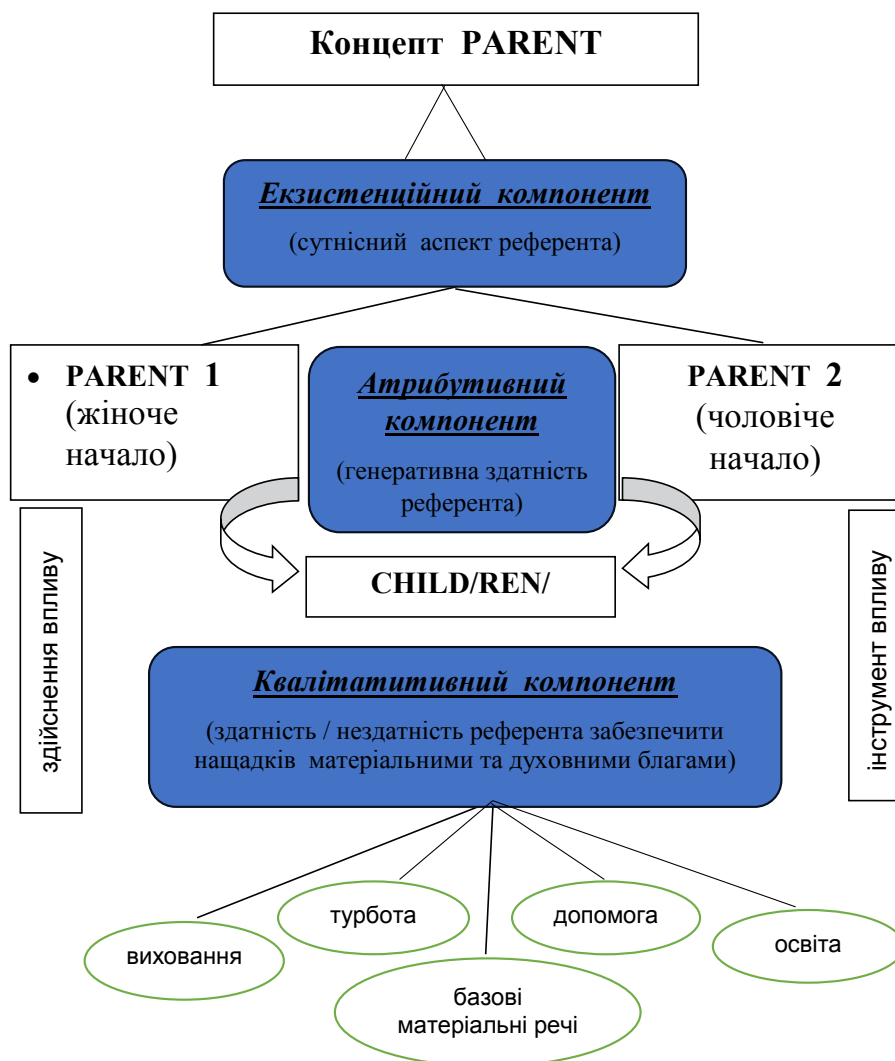 Концепт PARENT
Екзистенційний компонент
(сутнісний аспект референта)
• PARENT 1
(жіноче
начало)
Атрибутивний
компонент
(генеративна здатність
референта)
PARENT 2
(чоловіче
начало)
здійснення впливу
CHILD/REN/
інструмент впливу
Квалітатитивний компонент
(здатність / нездатність референта забезпечити
нащадків матеріальними та духовними благами)
виховання
турбота
базові
матеріальні речі
допомога
освіта